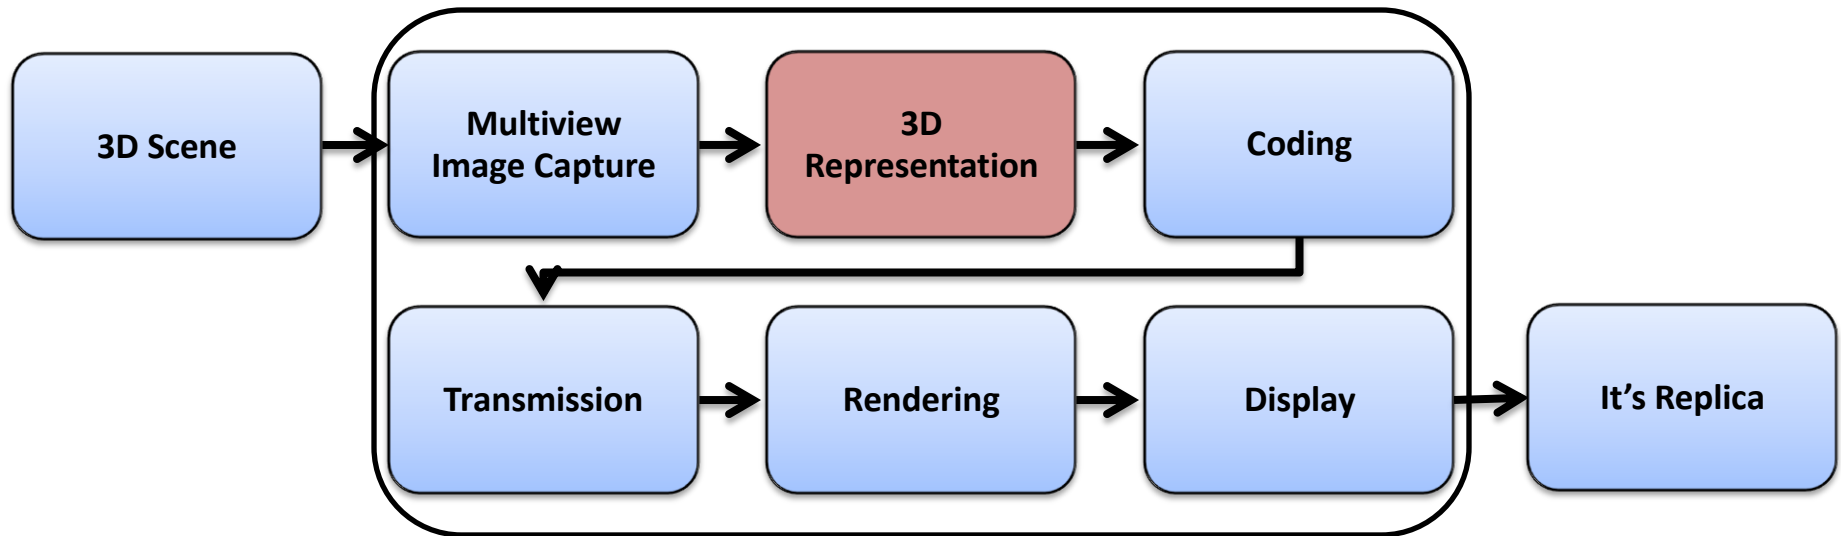 3D Scene
Multiview
Image Capture
3D
Representation
Coding
Transmission
Rendering
Display
It’s Replica